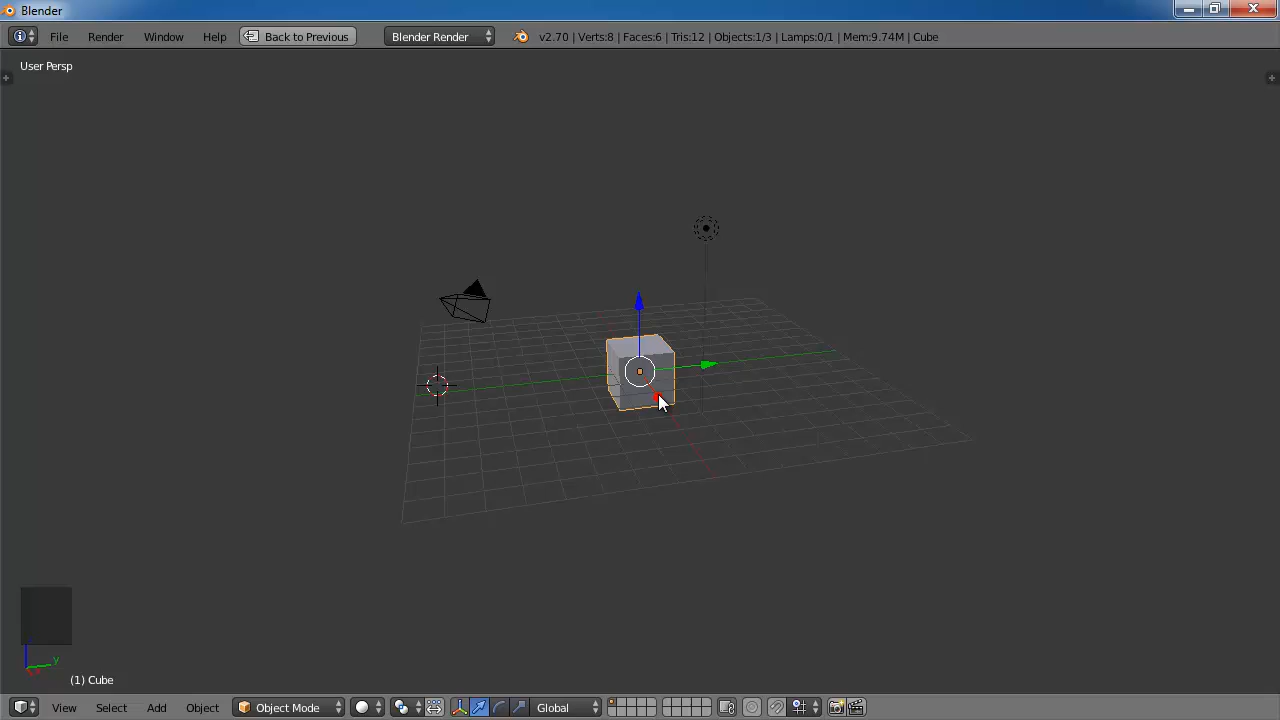 Blender
File Render Window Help Back to Previous Blender Render v2.70 | Verts:8 | Faces:6 | Tris:12 | Objects:1/3 | Lamps:0/1 | Mem:9.74M | Cube
User Persp
y
(1) Cube
View Select Add Object Object Mode Global